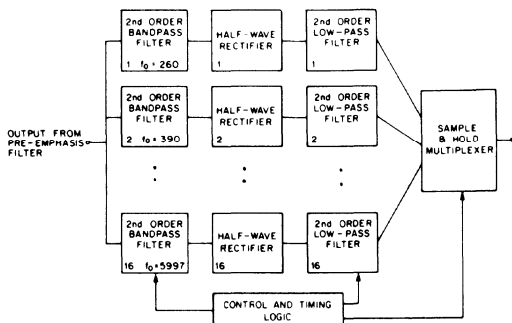 2nd ORDER
BANDPASS
FILTER
1 fo = 260
HALF-WAVE
RECTIFIER
1
2nd ORDER
LOW-PASS
FILTER
1
2nd ORDER
BANDPASS
FILTER
2 fo = 390
HALF-WAVE
RECTIFIER
2
2nd ORDER
LOW-PASS
FILTER
2
OUTPUT FROM
PRE-EMPHASIS
FILTER
SAMPLE
& HOLD
MULTIPLEXER
2nd ORDER
BANDPASS
FILTER
16 fo = 5997
HALF-WAVE
RECTIFIER
16
2nd ORDER
LOW-PASS
FILTER
16
CONTROL AND TIMING
LOGIC